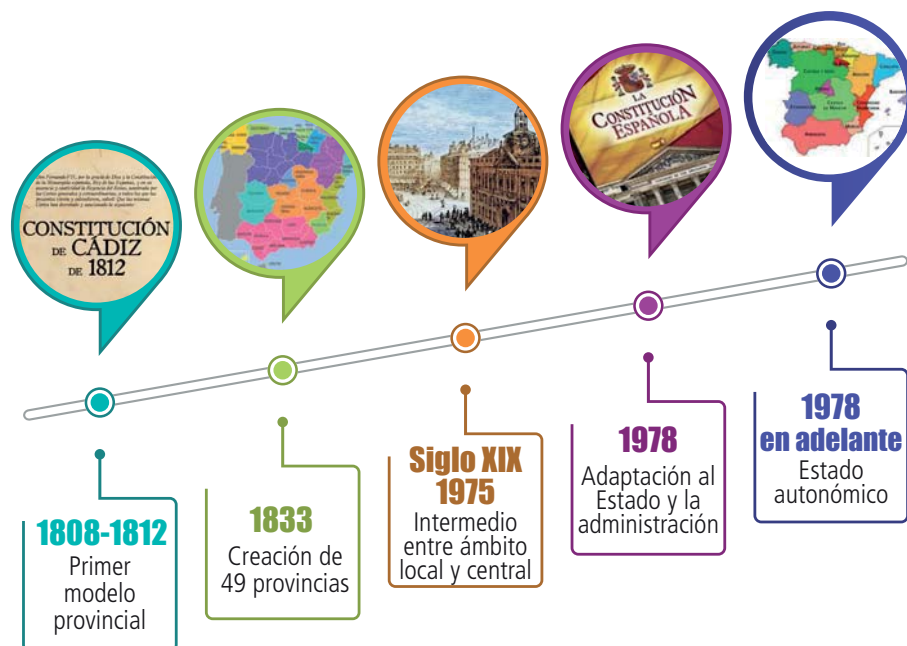 CONSTITUCIÓN
DE CÁDIZ
DE 1812
LA
CONSTITUCIÓN
ESPAÑOLA
1808-1812
Primer
modelo
provincial
1833
Creación de
49 provincias
Siglo XIX
1975
Intermedio
entre ámbito
local y central
1978
Adaptación al
Estado y la
administración
1978
en adelante
Estado
autonómico